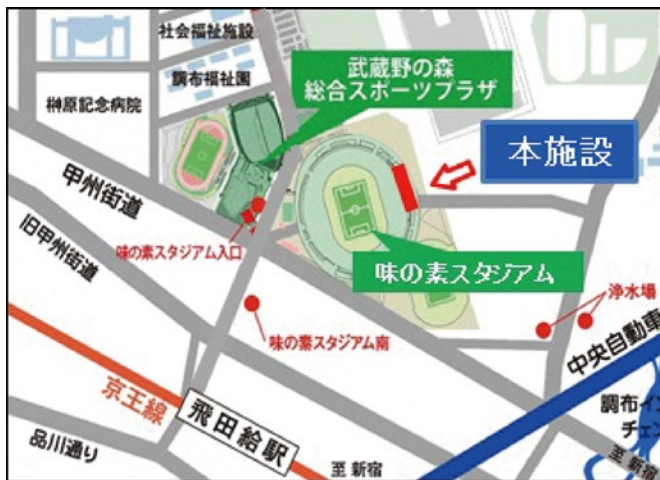 社会福祉施設
調布福祉園
榊原記念病院
武蔵野の森
総合スポーツプラザ
本施設
甲州街道
旧甲州街道
味の素スタジアム入口
味の素スタジアム
浄水場
味の素スタジアム南
中央自動車
京王線
飛田給駅
調布イン
チェン
品川通り
至 新宿
至 新宿